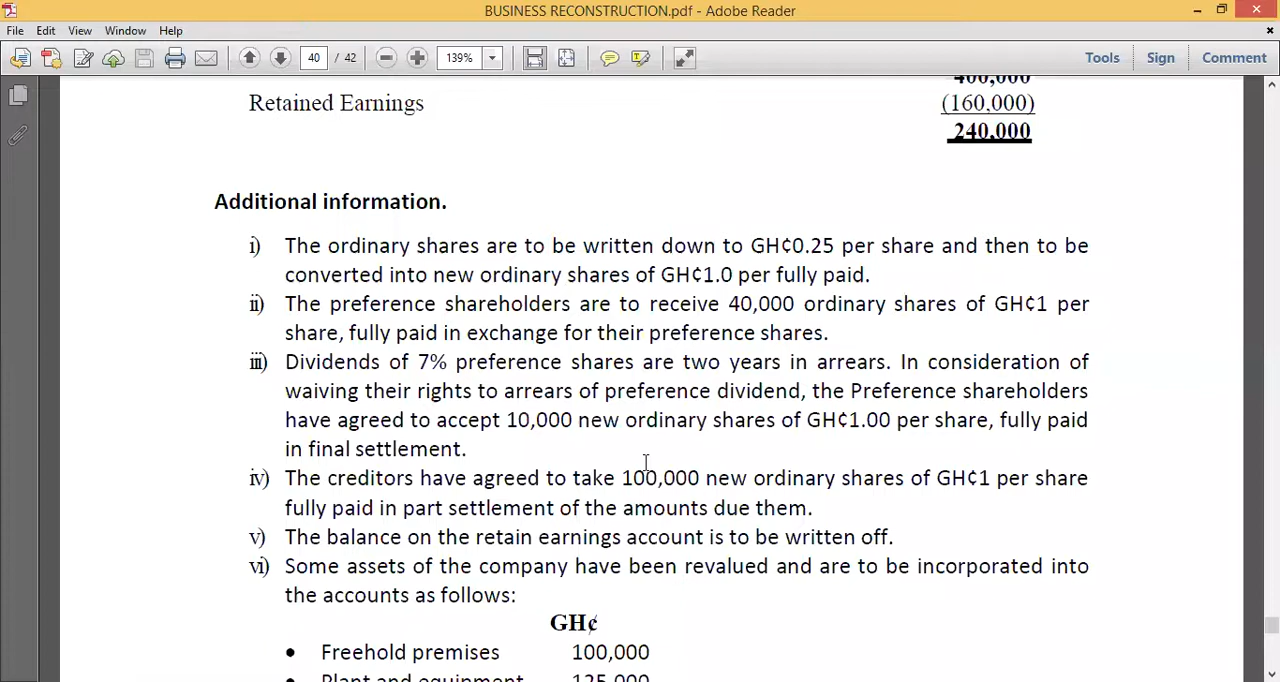 BUSINESS RECONSTRUCTION.pdf - Adobe Reader
File Edit View Window Help
40 / 42 139% Tools Sign Comment
400,000
Retained Earnings (160,000)
240,000
Additional information.
i) The ordinary shares are to be written down to GH¢0.25 per share and then to be
converted into new ordinary shares of GH¢1.0 per fully paid.
ii) The preference shareholders are to receive 40,000 ordinary shares of GH¢1 per
share, fully paid in exchange for their preference shares.
iii) Dividends of 7% preference shares are two years in arrears. In consideration of
waiving their rights to arrears of preference dividend, the Preference shareholders
have agreed to accept 10,000 new ordinary shares of GH¢1.00 per share, fully paid
in final settlement.
iv) The creditors have agreed to take 100,000 new ordinary shares of GH¢1 per share
fully paid in part settlement of the amounts due them.
v) The balance on the retain earnings account is to be written off.
vi) Some assets of the company have been revalued and are to be incorporated into
the accounts as follows:
GH¢
• Freehold premises 100,000
• Plant and equipment 125,000